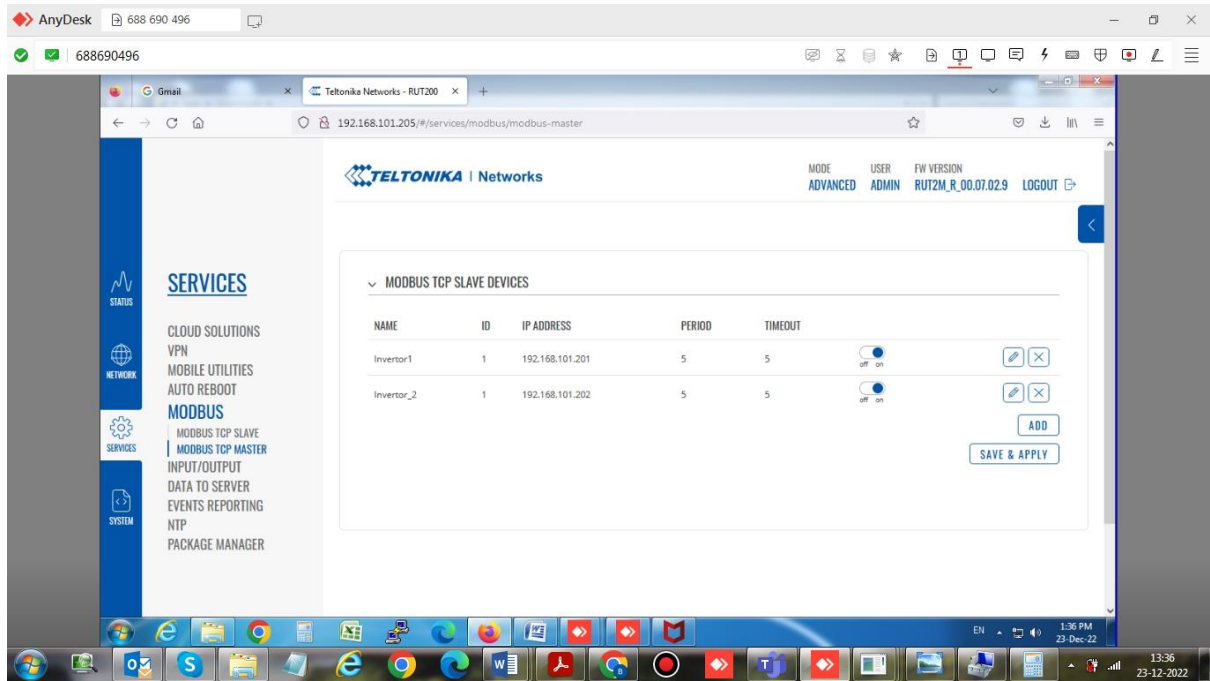 AnyDesk 688 690 496
688690496
Gmail Teltonika Networks - RUT200
192.168.101.205/#/services/modbus/modbus-master
TELTONIKA | Networks
MODE USER FW VERSION
ADVANCED ADMIN RUT2M_R_00.07.02.9 LOGOUT
STATUS
NETWORK
SERVICES
SYSTEM
SERVICES
CLOUD SOLUTIONS
VPN
MOBILE UTILITIES
AUTO REBOOT
MODBUS
MODBUS TCP SLAVE
MODBUS TCP MASTER
INPUT/OUTPUT
DATA TO SERVER
EVENTS REPORTING
NTP
PACKAGE MANAGER
MODBUS TCP SLAVE DEVICES
NAME ID IP ADDRESS PERIOD TIMEOUT
Invertor1 1 192.168.101.201 5 5 off on
Invertor_2 1 192.168.101.202 5 5 off on
ADD
SAVE & APPLY
EN 1:36 PM
23-Dec-22
13:36
23-12-2022